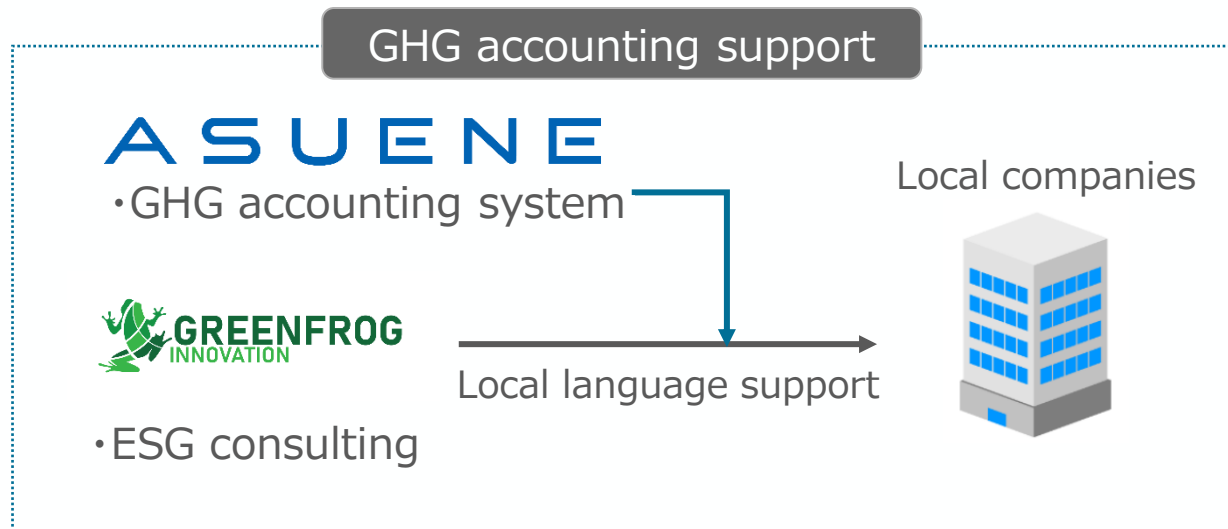 GHG accounting support
ASUENE
・GHG accounting system
Local companies
GREENFROG
INNOVATION
Local language support
・ESG consulting